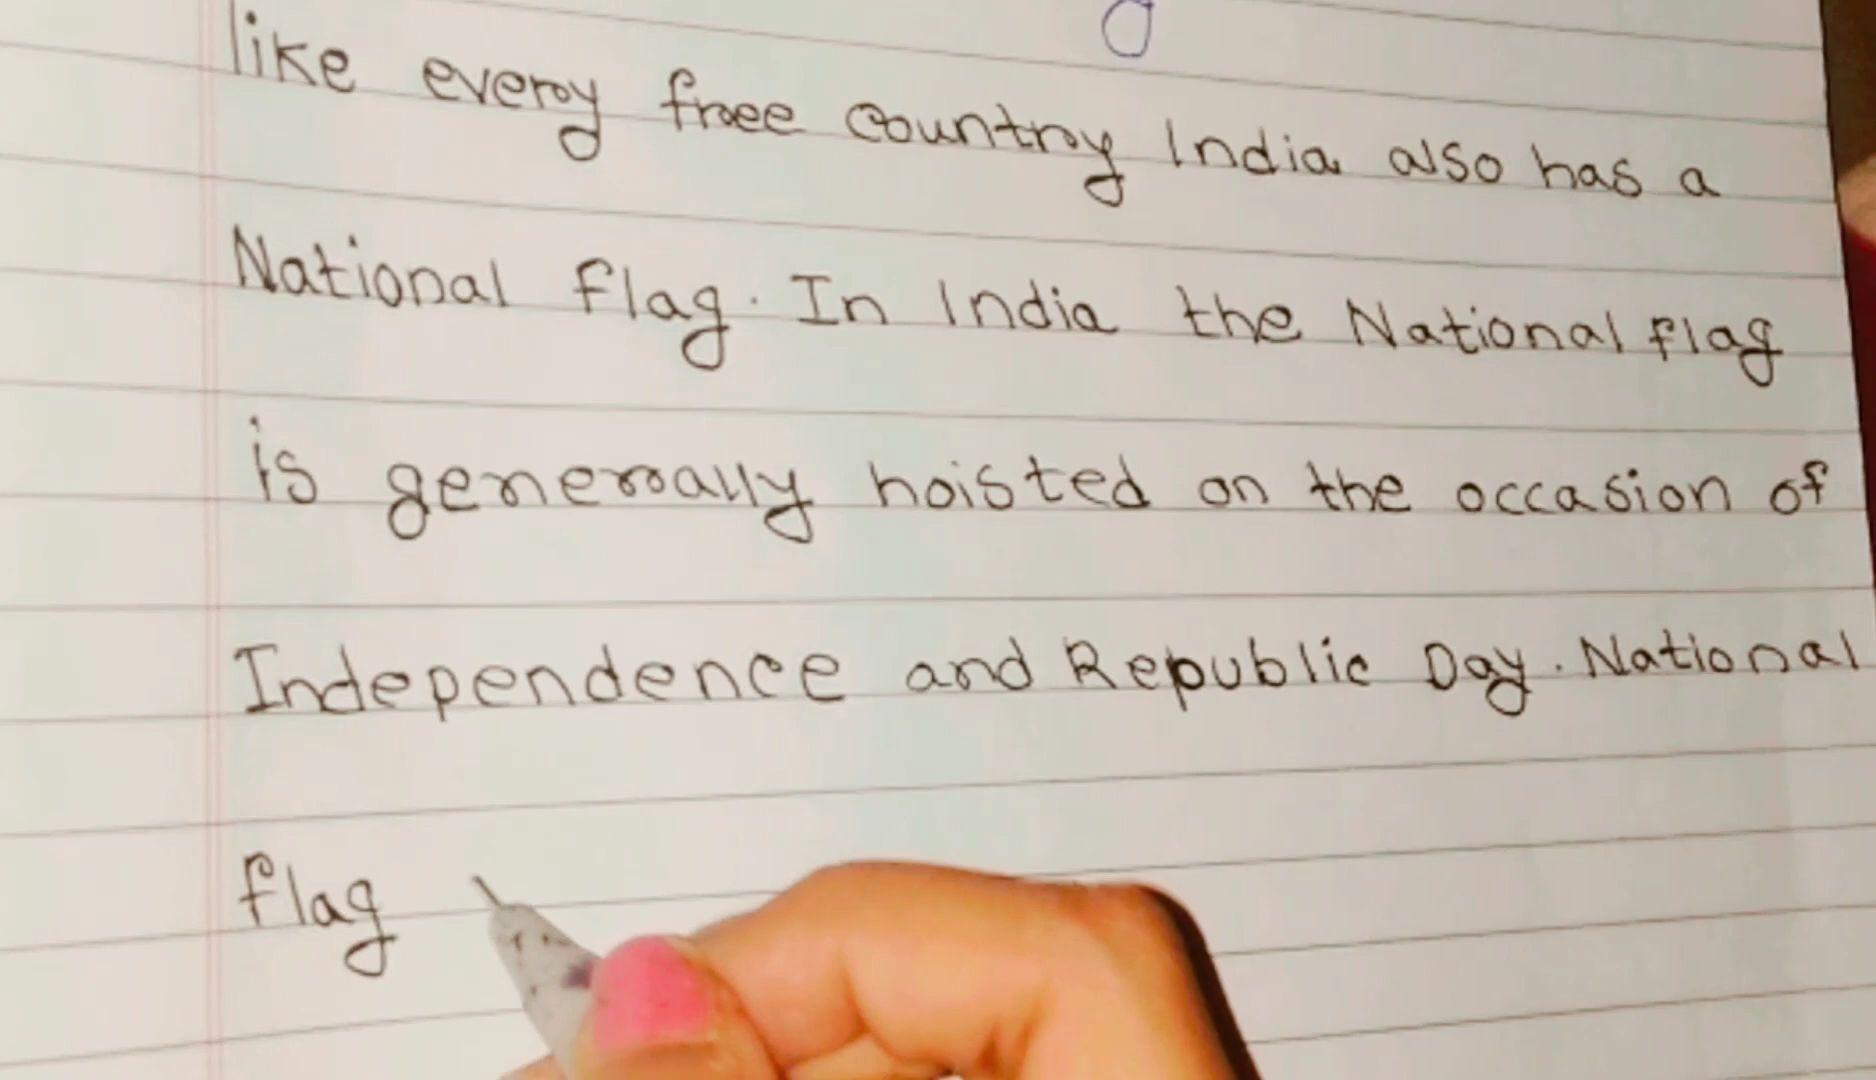 like every free country India also has a
National flag. In India the National flag
is generally hoisted on the occasion of
Independence and Republic Day. National
flag